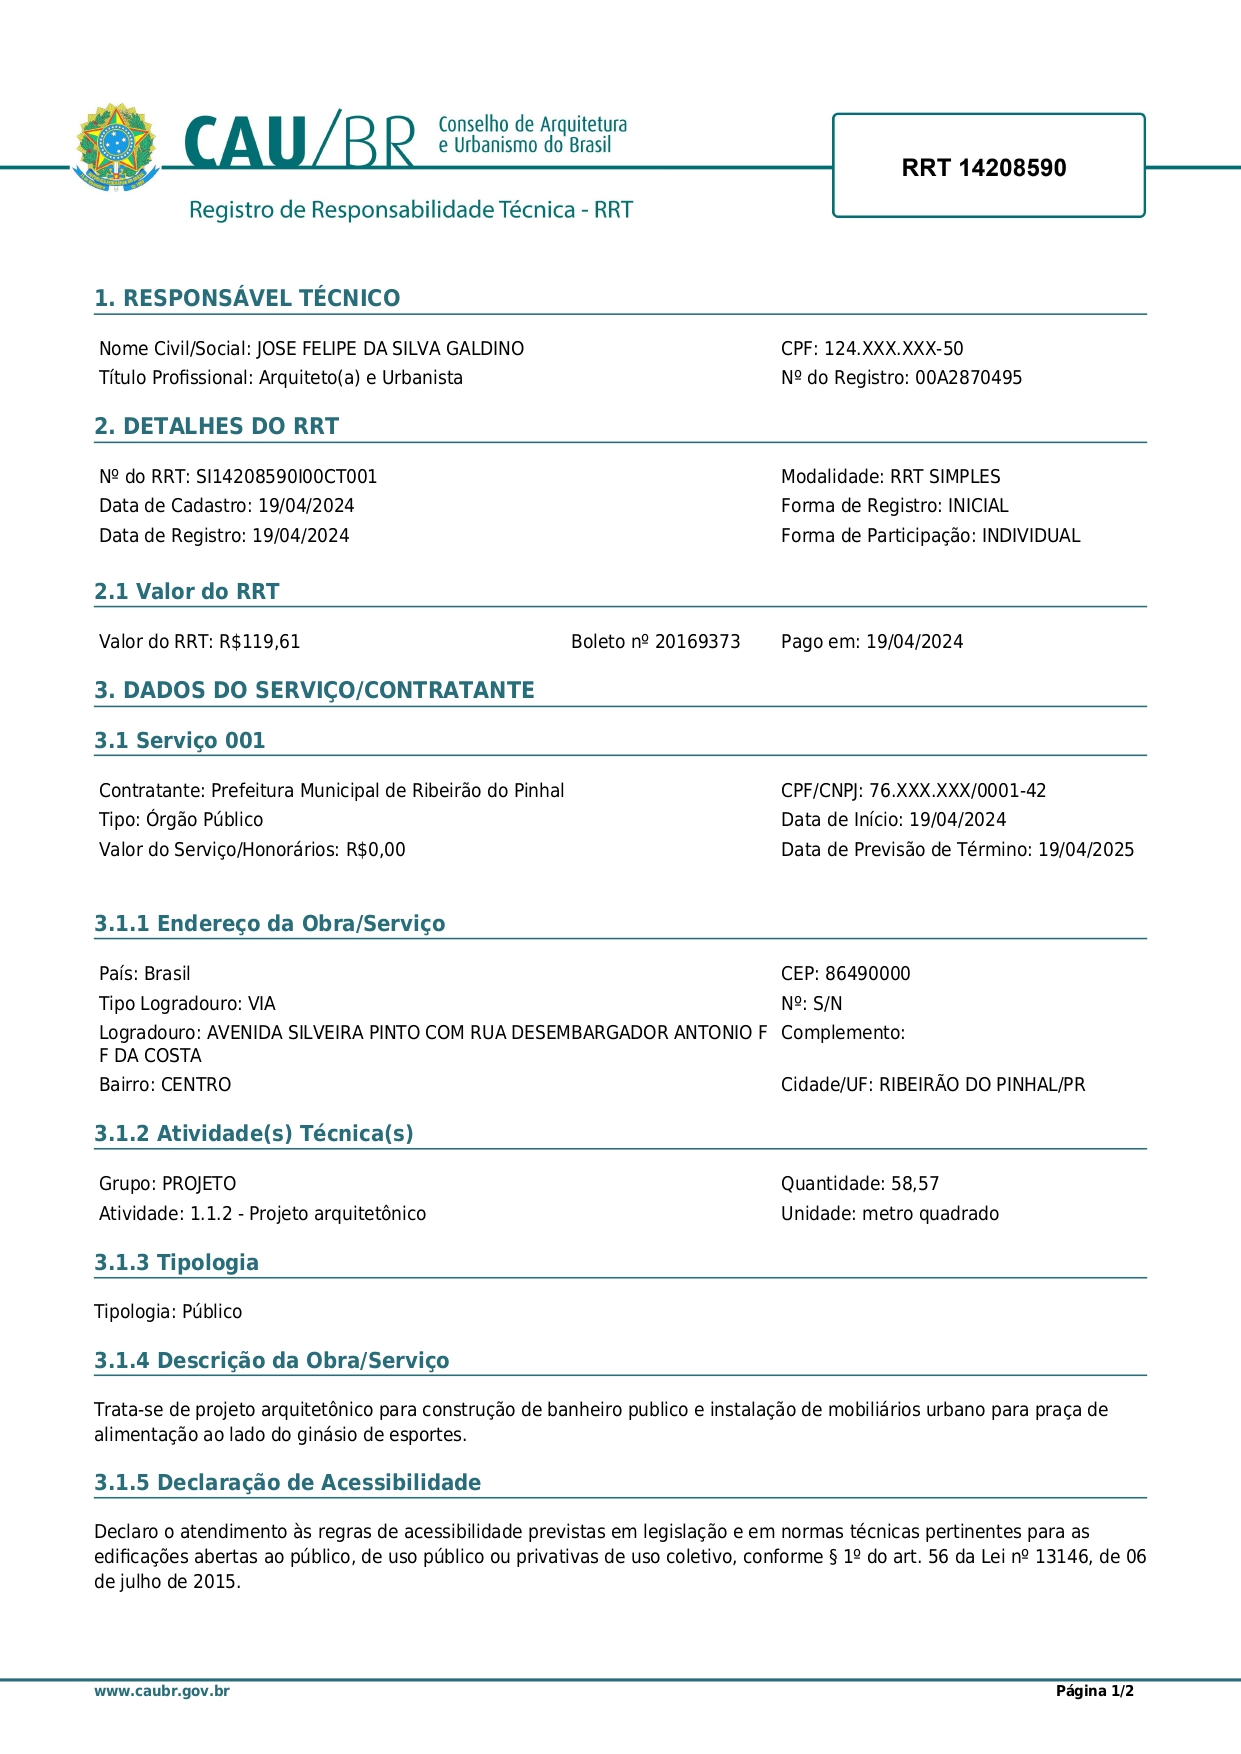 CAU/BR Conselho de Arquitetura
e Urbanismo do Brasil
RRT 14208590
Registro de Responsabilidade Técnica - RRT
1. RESPONSÁVEL TÉCNICO
Nome Civil/Social: JOSE FELIPE DA SILVA GALDINO CPF: 124.XXX.XXX-50
Título Profissional: Arquiteto(a) e Urbanista Nº do Registro: 00A2870495
2. DETALHES DO RRT
Nº do RRT: SI14208590I00CT001 Modalidade: RRT SIMPLES
Data de Cadastro: 19/04/2024 Forma de Registro: INICIAL
Data de Registro: 19/04/2024 Forma de Participação: INDIVIDUAL
2.1 Valor do RRT
Valor do RRT: R$119,61 Boleto nº 20169373 Pago em: 19/04/2024
3. DADOS DO SERVIÇO/CONTRATANTE
3.1 Serviço 001
Contratante: Prefeitura Municipal de Ribeirão do Pinhal CPF/CNPJ: 76.XXX.XXX/0001-42
Tipo: Órgão Público Data de Início: 19/04/2024
Valor do Serviço/Honorários: R$0,00 Data de Previsão de Término: 19/04/2025
3.1.1 Endereço da Obra/Serviço
País: Brasil CEP: 86490000
Tipo Logradouro: VIA Nº: S/N
Logradouro: AVENIDA SILVEIRA PINTO COM RUA DESEMBARGADOR ANTONIO F Complemento:
F DA COSTA
Bairro: CENTRO Cidade/UF: RIBEIRÃO DO PINHAL/PR
3.1.2 Atividade(s) Técnica(s)
Grupo: PROJETO Quantidade: 58,57
Atividade: 1.1.2 - Projeto arquitetônico Unidade: metro quadrado
3.1.3 Tipologia
Tipologia: Público
3.1.4 Descrição da Obra/Serviço
Trata-se de projeto arquitetônico para construção de banheiro publico e instalação de mobiliários urbano para praça de
alimentação ao lado do ginásio de esportes.
3.1.5 Declaração de Acessibilidade
Declaro o atendimento às regras de acessibilidade previstas em legislação e em normas técnicas pertinentes para as
edificações abertas ao público, de uso público ou privativas de uso coletivo, conforme § 1º do art. 56 da Lei nº 13146, de 06
de julho de 2015.
www.caubr.gov.br Página 1/2